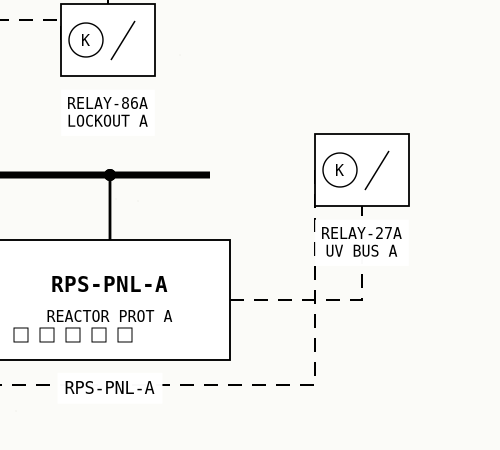 K
RELAY-86A
LOCKOUT A
K
RELAY-27A
UV BUS A
RPS-PNL-A
REACTOR PROT A
RPS-PNL-A